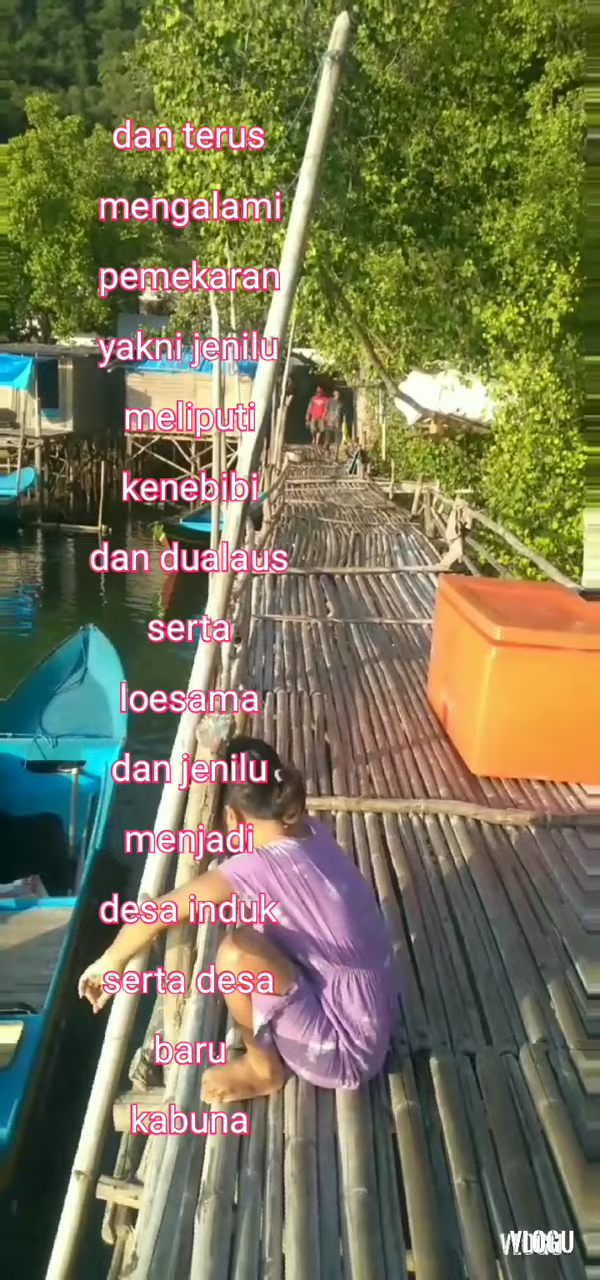 dan terus
mengalami
pemekaran
yakni jenilu
meliputi
kenebibi
dan dualaus
serta
loesama
dan jenilu
menjadi
desa induk
serta desa
baru
kabuna
VLOGU